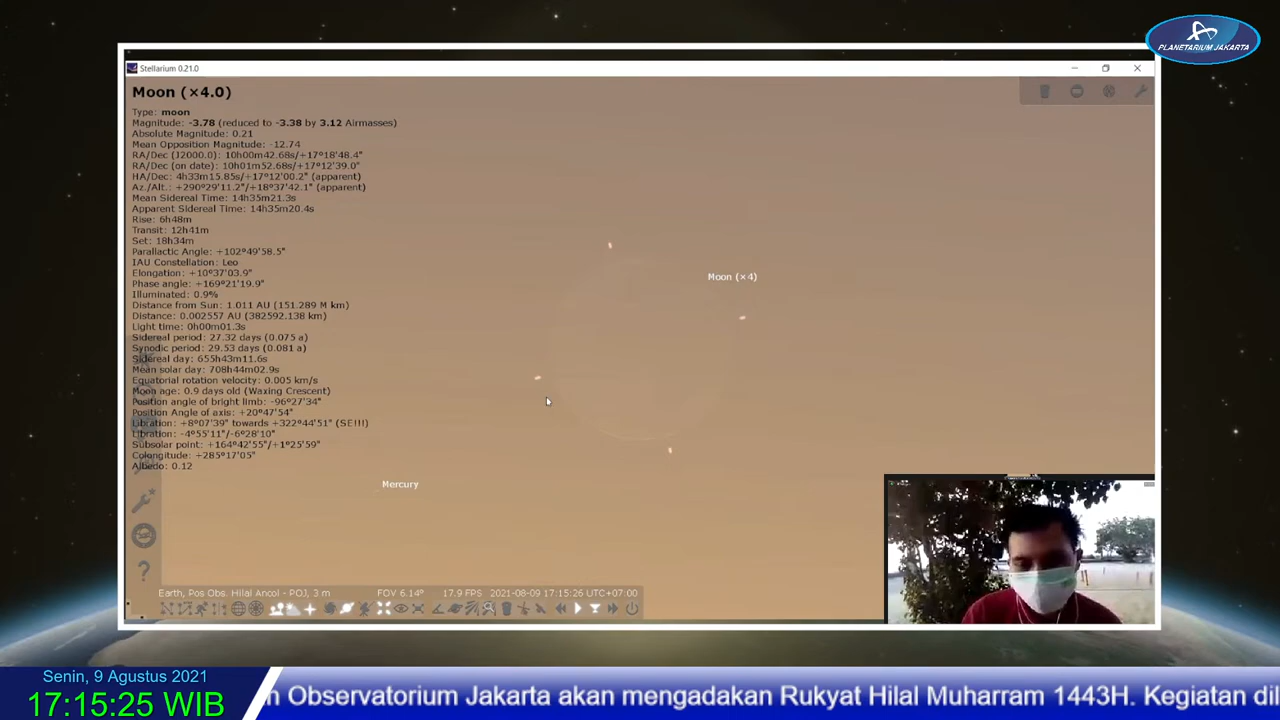 PLANETARIUM JAKARTA
Stellarium 0.21.0
Moon (×4.0)
Type: moon
Magnitude: -3.78 (reduced to -3.38 by 3.12 Airmasses)
Absolute Magnitude: 0.21
Mean Opposition Magnitude: -12.74
RA/Dec (J2000.0): 10h00m42.68s/+17°18'48.4"
RA/Dec (on date): 10h01m52.68s/+17°12'39.0"
HA/Dec: 4h33m15.85s/+17°12'00.2" (apparent)
Az./Alt.: +290°29'11.2"/+18°37'42.1" (apparent)
Mean Sidereal Time: 14h35m21.3s
Apparent Sidereal Time: 14h35m20.4s
Rise: 6h48m
Transit: 12h41m
Set: 18h34m
Parallactic Angle: +102°49'58.5"
IAU Constellation: Leo
Elongation: +10°37'03.9"
Phase angle: +169°21'19.9"
Illuminated: 0.9%
Distance from Sun: 1.011 AU (151.289 M km)
Distance: 0.002557 AU (382592.138 km)
Light time: 0h00m01.3s
Sidereal period: 27.32 days (0.075 a)
Synodic period: 29.53 days (0.081 a)
Sidereal day: 655h43m11.6s
Mean solar day: 708h44m02.9s
Equatorial rotation velocity: 0.005 km/s
Moon age: 0.9 days old (Waxing Crescent)
Position angle of bright limb: -96°27'34"
Position Angle of axis: +20°47'54"
Libration: +8°07'39" towards +322°44'51" (SE!!!)
Libration: -4°55'11"/-6°28'10"
Subsolar point: +164°42'55"/+1°25'59"
Colongitude: +285°17'05"
Albedo: 0.12
Moon (×4)
Mercury
Earth, Pos Obs. Hilal Ancol - POJ, 3 m FOV 6.14° 17.9 FPS 2021-08-09 17:15:26 UTC+07:00
Senin, 9 Agustus 2021
17:15:25 WIB
n Observatorium Jakarta akan mengadakan Rukyat Hilal Muharram 1443H. Kegiatan di